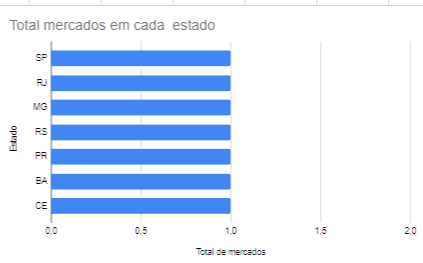 Total mercados em cada  estado
Estado
SP
RJ
MG
RS
PR
BA
CE
0,0 0,5 1,0 1,5 2,0
Total de mercados